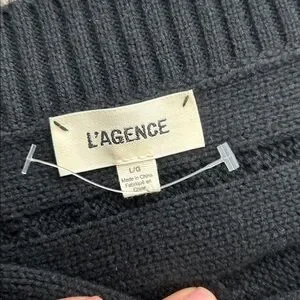 L'AGENCE
L/G
Made in China
Fabriqué en
Chine